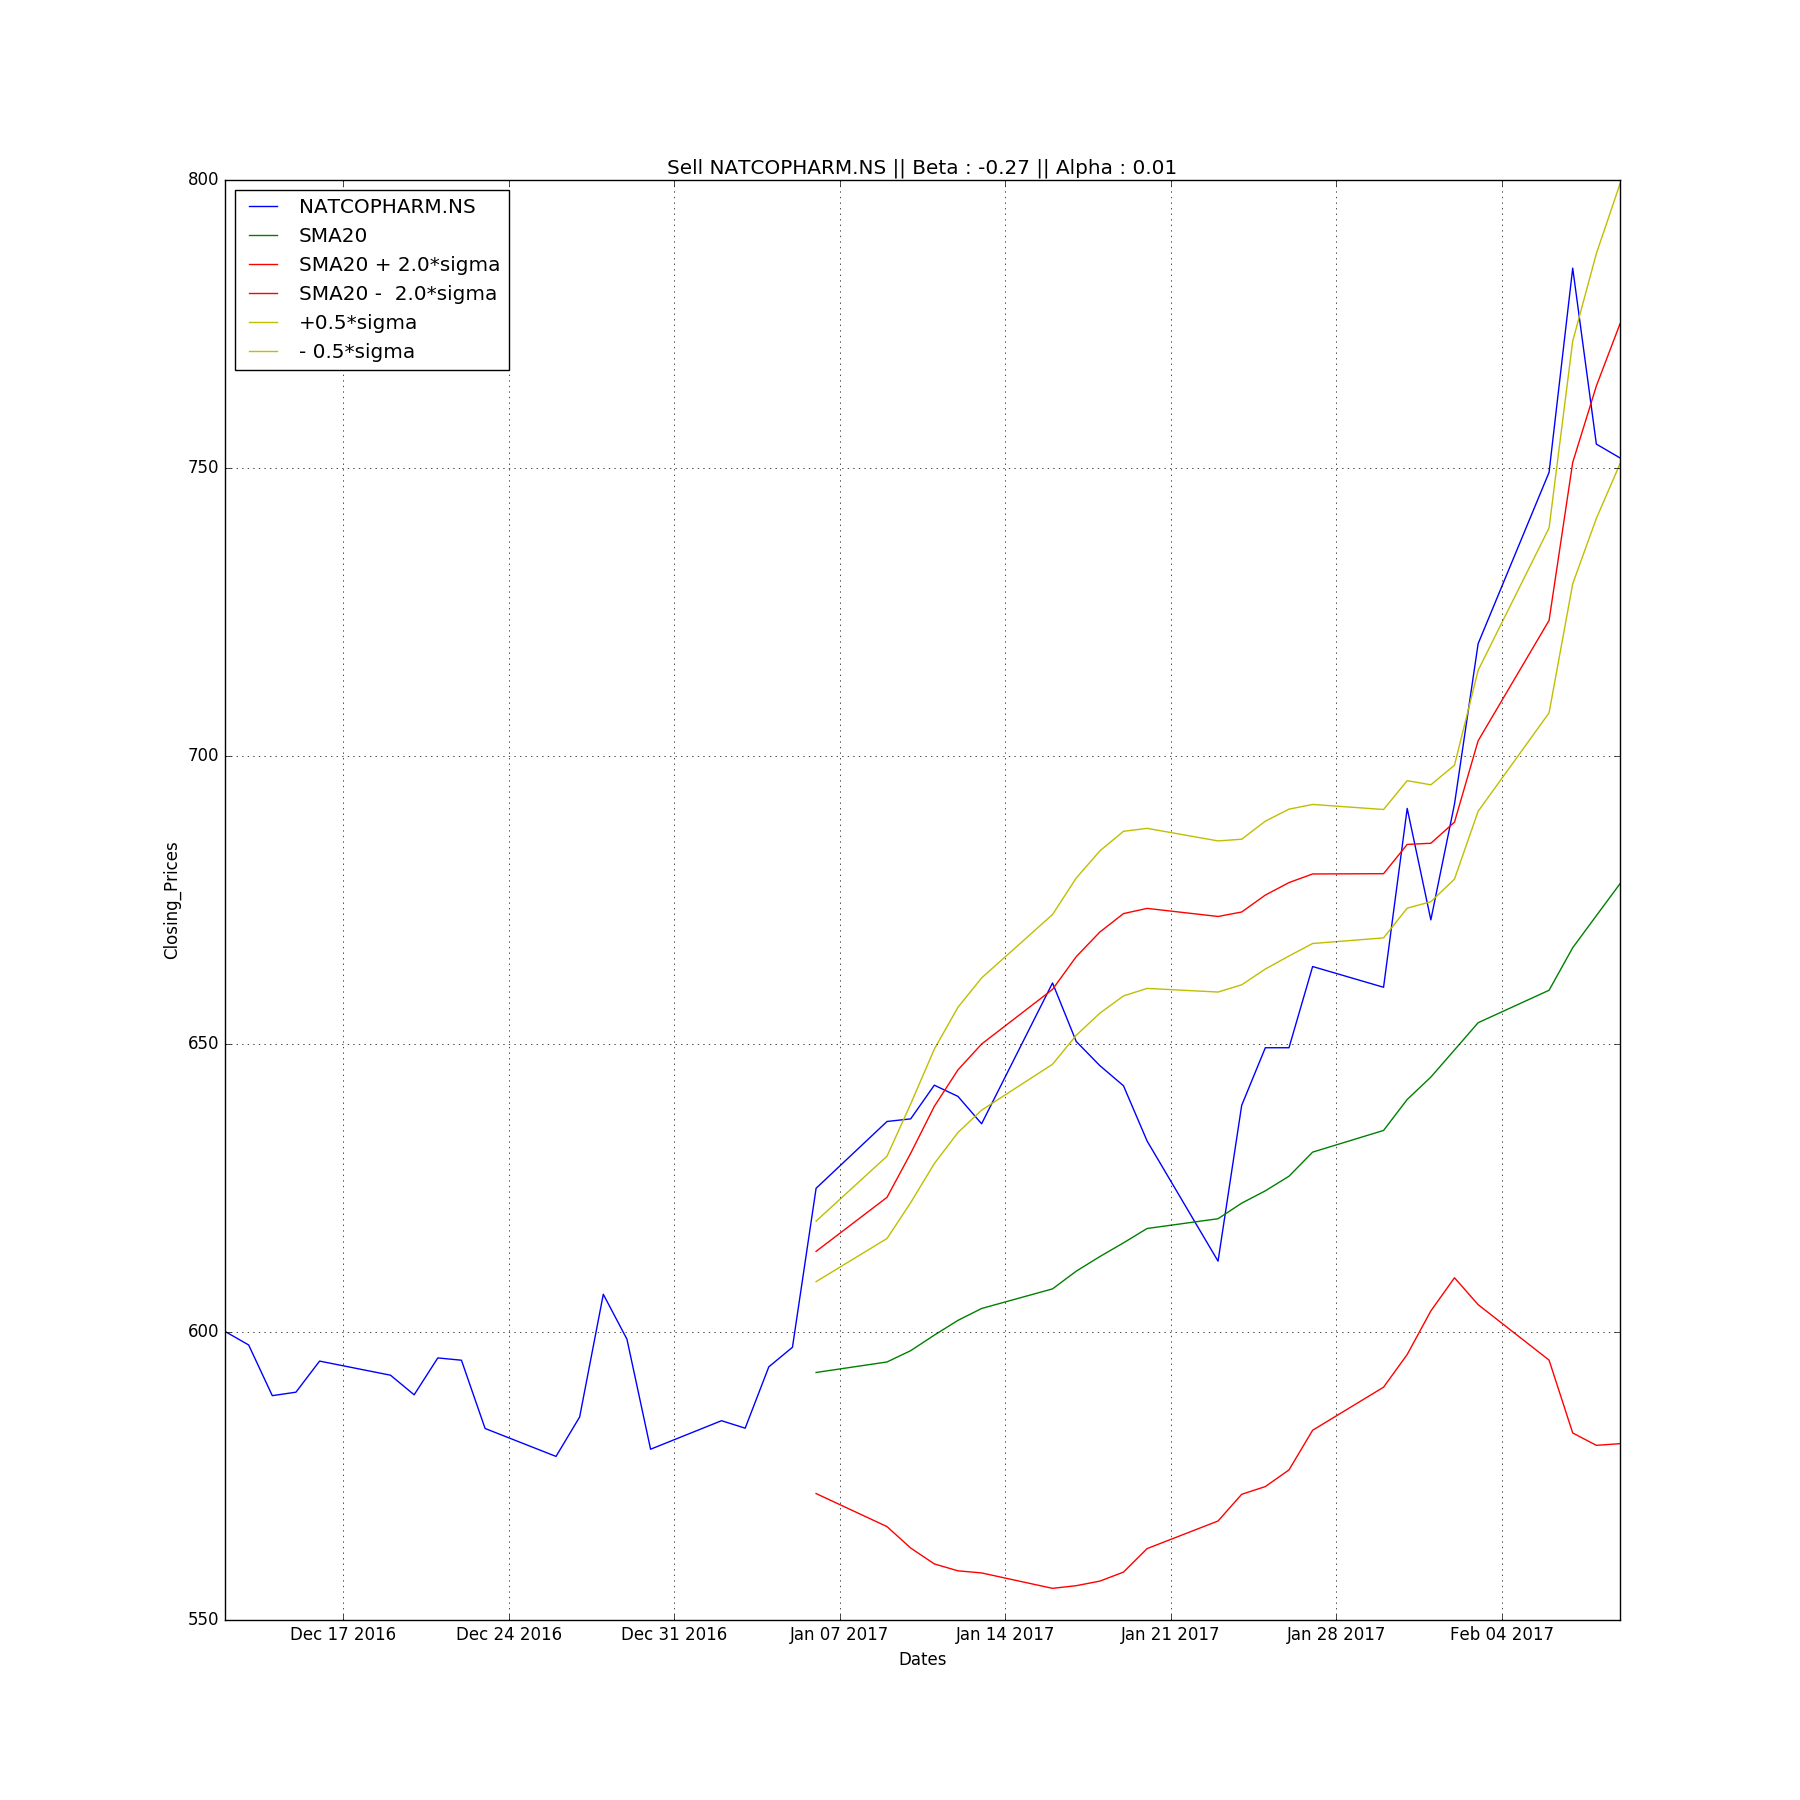 Sell NATCOPHARM.NS || Beta : -0.27 || Alpha : 0.01
800
NATCOPHARM.NS
SMA20
SMA20 + 2.0*sigma
SMA20 -  2.0*sigma
+0.5*sigma
- 0.5*sigma
750
700
Closing_Prices
650
600
550
Dec 17 2016 Dec 24 2016 Dec 31 2016 Jan 07 2017 Jan 14 2017 Jan 21 2017 Jan 28 2017 Feb 04 2017
Dates